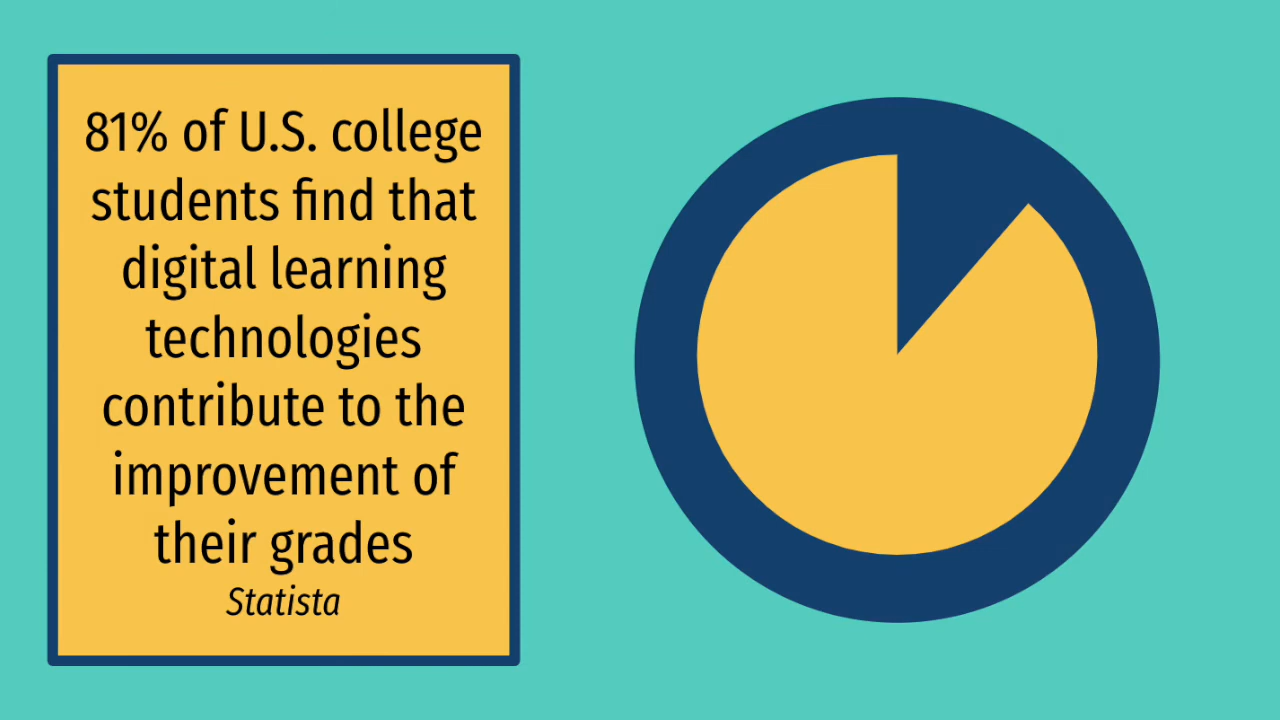 81% of U.S. college
students find that
digital learning
technologies
contribute to the
improvement of
their grades
Statista